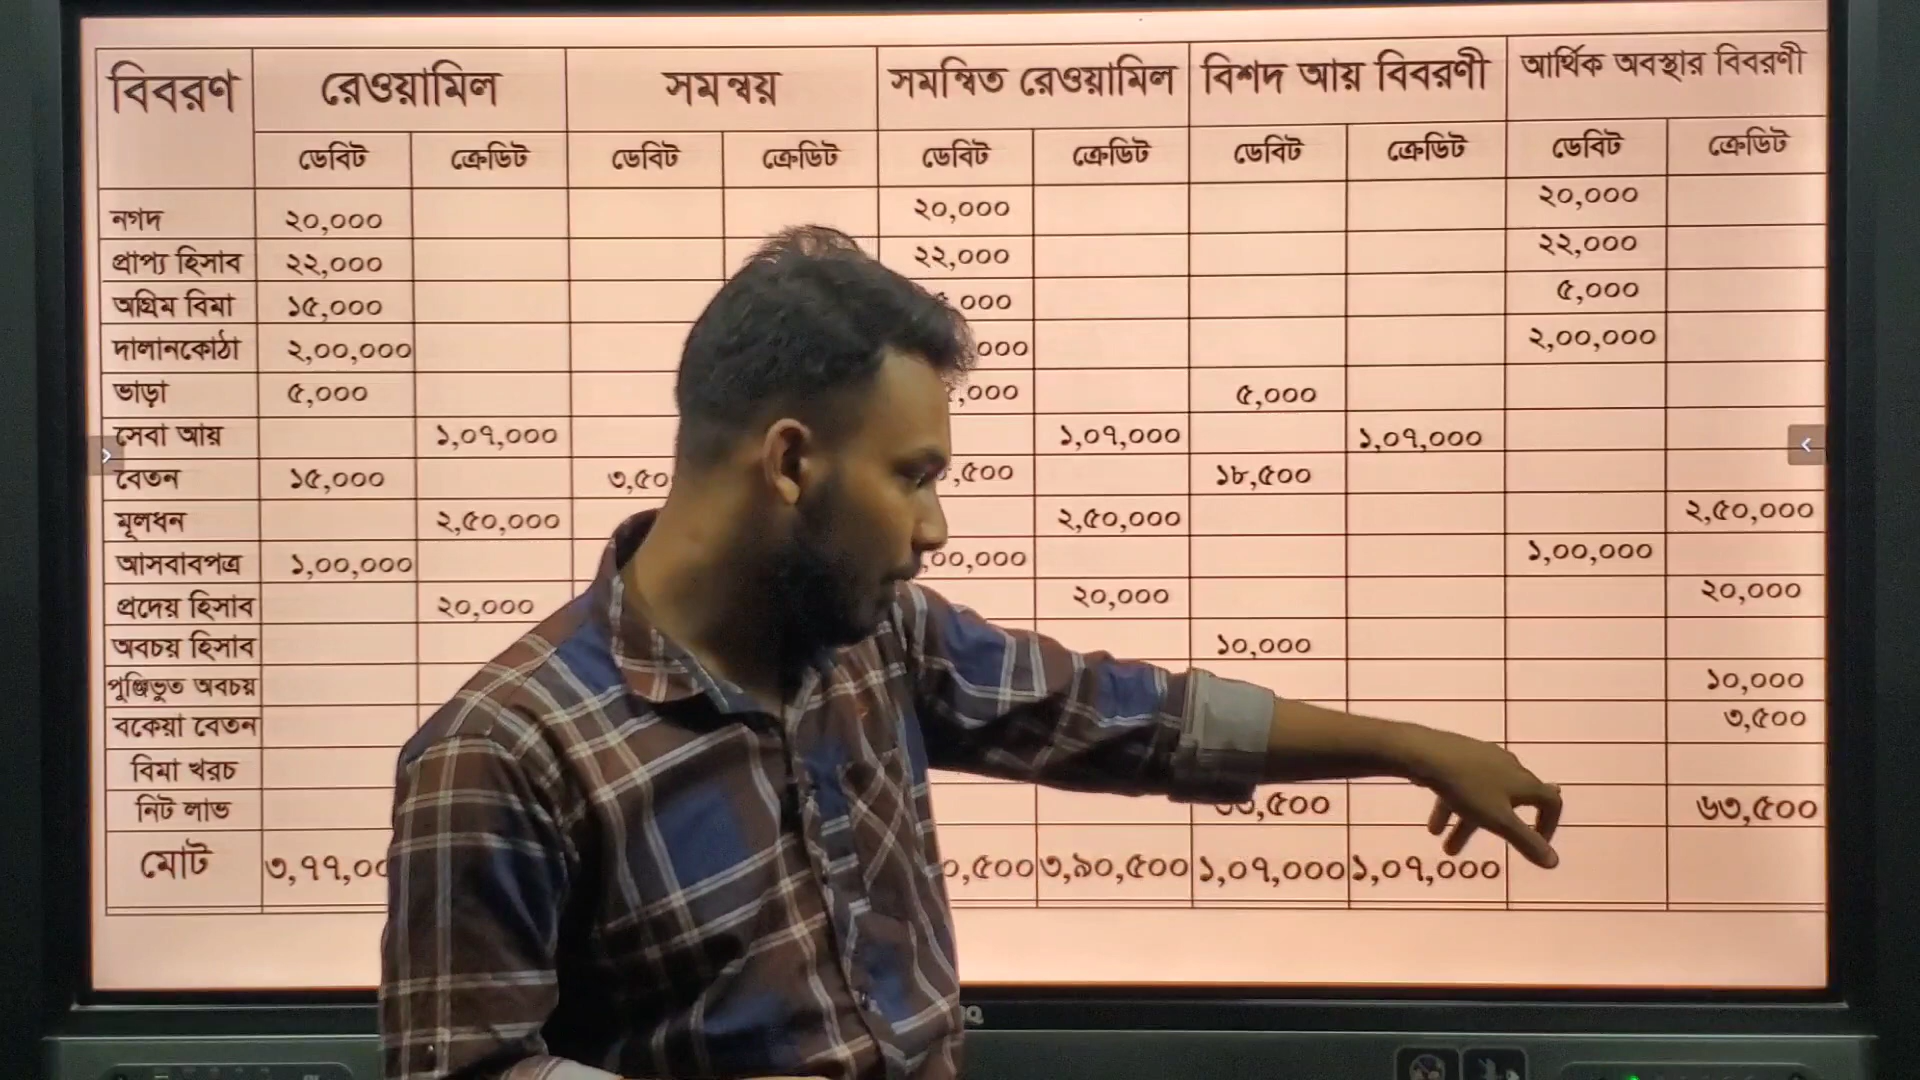 বিবরণ রেওয়ামিল সমন্বয় সমন্বিত রেওয়ামিল বিশদ আয় বিবরণী আর্থিক অবস্থার বিবরণী
ডেবিট ক্রেডিট ডেবিট ক্রেডিট ডেবিট ক্রেডিট ডেবিট ক্রেডিট ডেবিট ক্রেডিট
নগদ ২০,০০০ ২০,০০০ ২০,০০০
প্রাপ্য হিসাব ২২,০০০ ২২,০০০ ২২,০০০
অগ্রিম বিমা ১৫,০০০ ৫,০০০
দালানকোঠা ২,০০,০০০ ২,০০,০০০
ভাড়া ৫,০০০ ৫,০০০
সেবা আয় ১,০৭,০০০ ১,০৭,০০০ ১,০৭,০০০
বেতন ১৫,০০০ ১৮,৫০০
মূলধন ২,৫০,০০০ ২,৫০,০০০ ২,৫০,০০০
আসবাবপত্র ১,০০,০০০ ১,০০,০০০
প্রদেয় হিসাব ২০,০০০ ২০,০০০ ২০,০০০
অবচয় হিসাব ১০,০০০
পুঞ্জিভুত অবচয় ১০,০০০
বকেয়া বেতন ৩,৫০০
বিমা খরচ
নিট লাভ ৬৩,৫০০
মোট ৩,৯০,৫০০ ১,০৭,০০০ ১,০৭,০০০